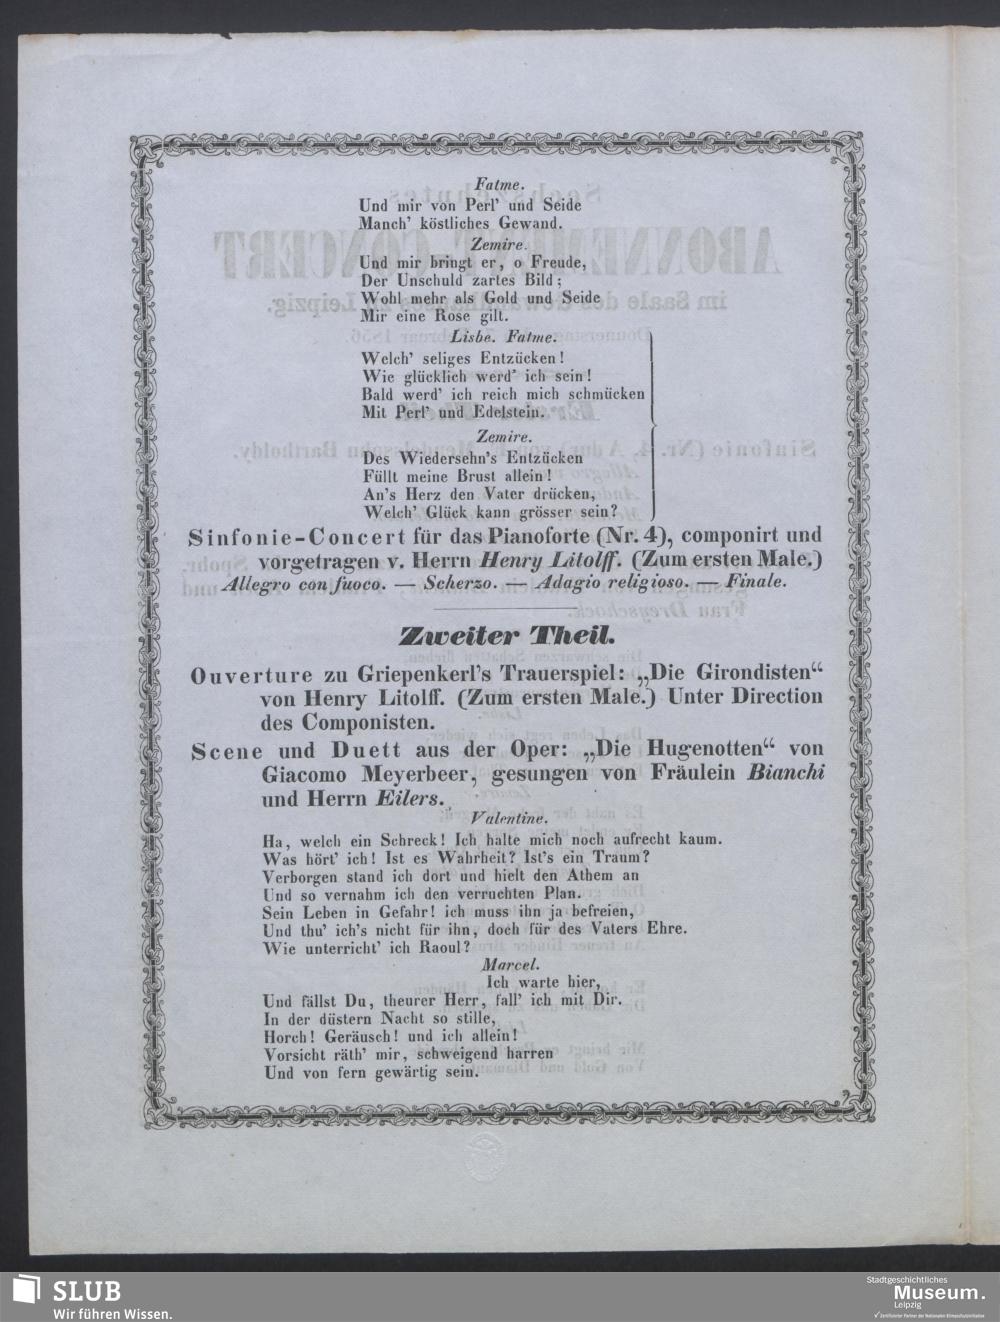 Fatme.
Und mir von Perl' und Seide
Manch' köstliches Gewand.
Zemire.
Und mir bringt er, o Freude,
Der Unschuld zartes Bild;
Wohl mehr als Gold und Seide
Mir eine Rose gilt.
Lisbe. Fatme.
Welch' seliges Entzücken!
Wie glücklich werd' ich sein!
Bald werd' ich reich mich schmücken
Mit Perl' und Edelstein.
Zemire.
Des Wiedersehn's Entzücken
Füllt meine Brust allein!
An's Herz den Vater drücken,
Welch' Glück kann grösser sein?
Sinfonie-Concert für das Pianoforte (Nr. 4), componirt und
vorgetragen v. Herrn Henry Litolff. (Zum ersten Male.)
Allegro con fuoco. — Scherzo. — Adagio religioso. — Finale.
Zweiter Theil.
Ouverture zu Griepenkerl's Trauerspiel: „Die Girondisten“
von Henry Litolff. (Zum ersten Male.) Unter Direction
des Componisten.
Scene und Duett aus der Oper: „Die Hugenotten“ von
Giacomo Meyerbeer, gesungen von Fräulein Bianchi
und Herrn Eilers.
Valentine.
Ha, welch ein Schreck! Ich halte mich noch aufrecht kaum.
Was hört' ich! Ist es Wahrheit? Ist's ein Traum?
Verborgen stand ich dort und hielt den Athem an
Und so vernahm ich den verruchten Plan.
Sein Leben in Gefahr! ich muss ihn ja befreien,
Und thu' ich's nicht für ihn, doch für des Vaters Ehre.
Wie unterricht' ich Raoul?
Marcel.
Ich warte hier,
Und fällst Du, theurer Herr, fall' ich mit Dir.
In der düstern Nacht so stille,
Horch! Geräusch! und ich allein!
Vorsicht räth' mir, schweigend harren
Und von fern gewärtig sein.
SLUB
Wir führen Wissen.
Stadtgeschichtliches
Museum.
Leipzig
✓ Zertifizierter Partner der Nationalen Klimaschutzinitiative